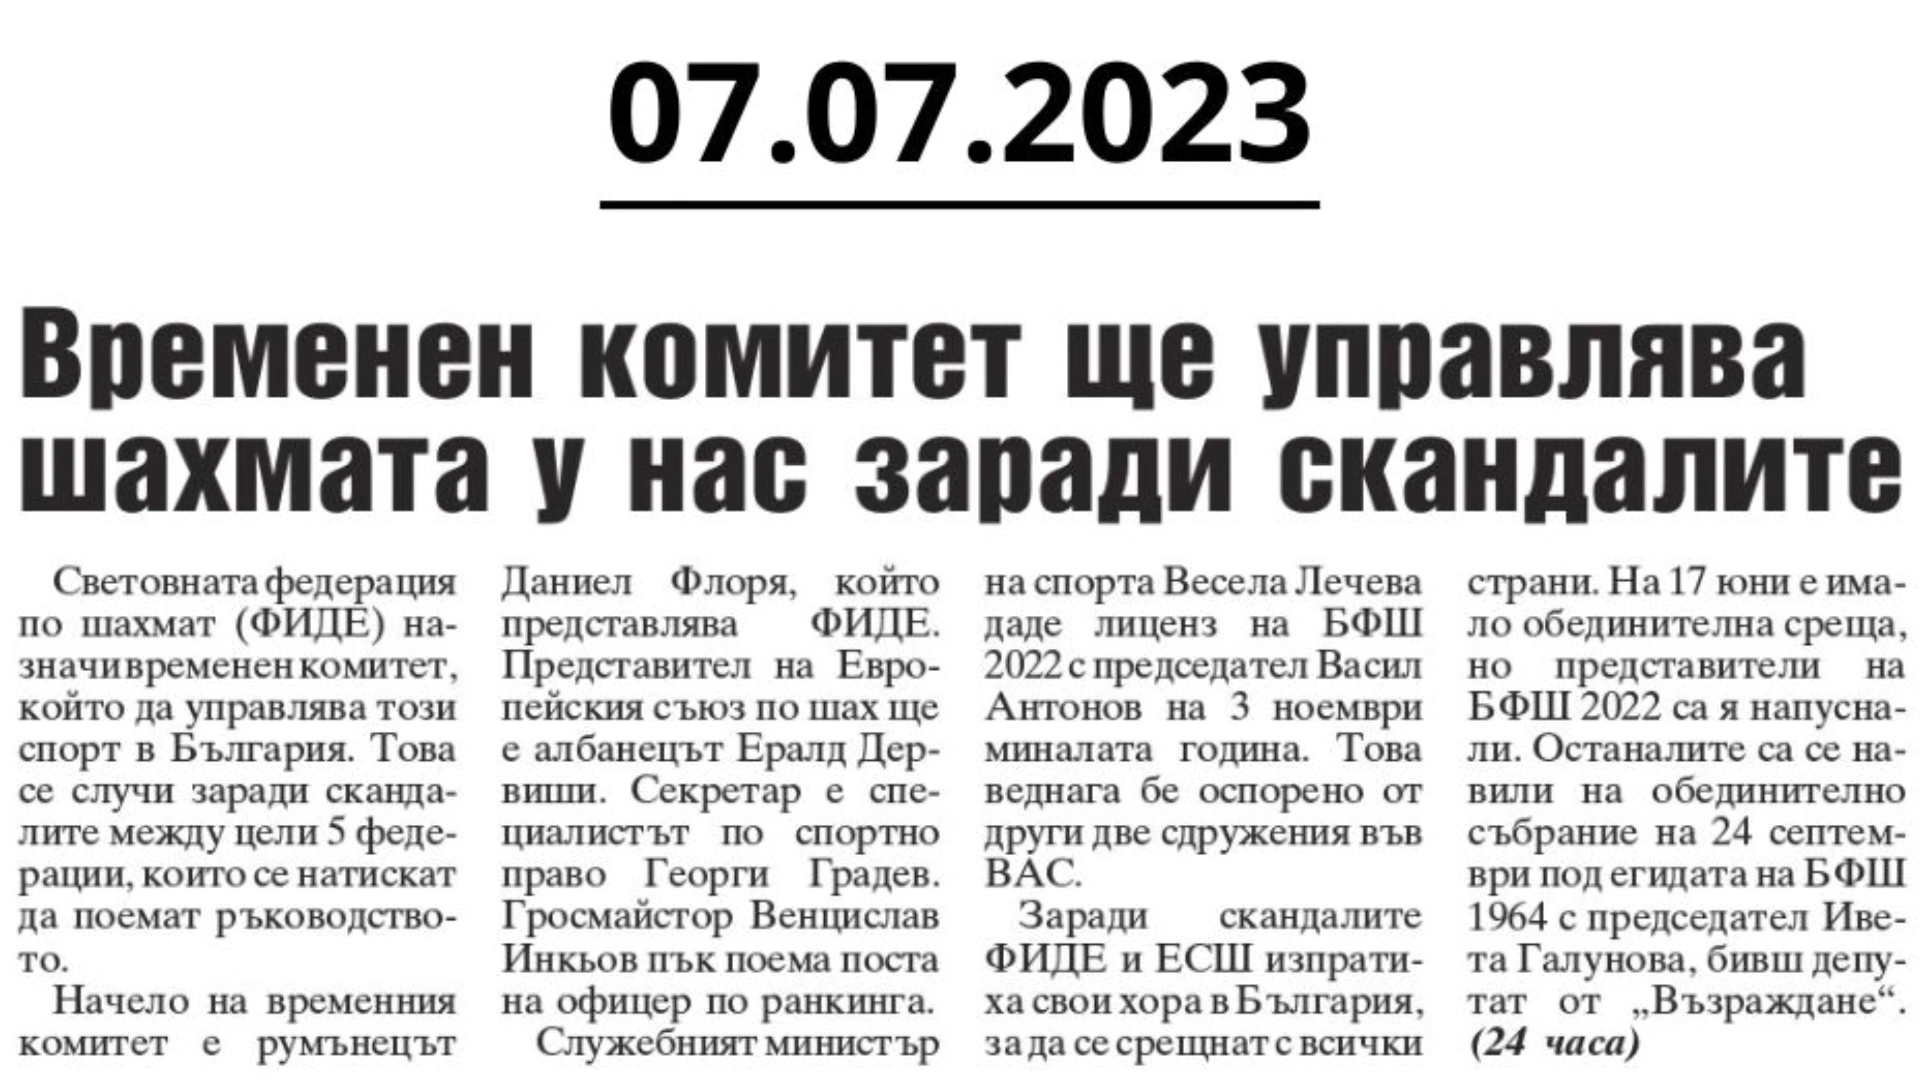 07.07.2023
Временен комитет ще управлява
шахмата у нас заради скандалите
Световната федерация
по шахмат (ФИДЕ) на-
значи временен комитет,
който да управлява този
спорт в България. Това
се случи заради сканда-
лите между цели 5 феде-
рации, които се натискат
да поемат ръководство-
то.
Начело на временния
комитет е румънецът
Даниел Флоря, който
представлява ФИДЕ.
Представител на Евро-
пейския съюз по шах ще
е албанецът Ералд Дер-
виши. Секретар е спе-
циалистът по спортно
право Георги Градев.
Гросмайстор Венцислав
Инкьов пък поема поста
на офицер по ранкинга.
Служебният министър
на спорта Весела Лечева
даде лиценз на БФШ
2022 с председател Васил
Антонов на 3 ноември
миналата година. Това
веднага бе оспорено от
други две сдружения във
ВАС.
Заради скандалите
ФИДЕ и ЕСШ изпрати-
ха свои хора в България,
за да се срещнат с всички
страни. На 17 юни е има-
ло обединителна среща,
но представители на
БФШ 2022 са я напусна-
ли. Останалите са се на-
вили на обединително
събрание на 24 септем-
ври под егидата на БФШ
1964 с председател Иве-
та Галунова, бивш депу-
тат от „Възраждане“.
(24 часа)